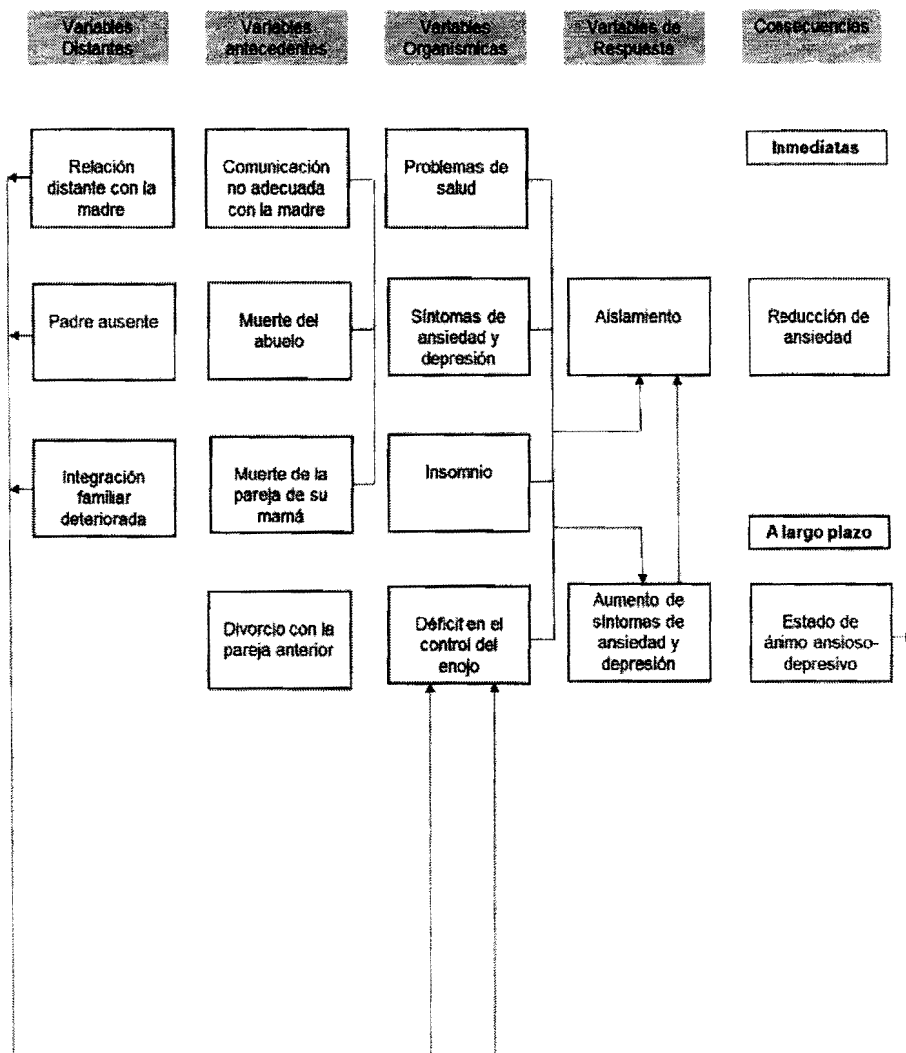 Variables
Distantes
Variables
antecedentes
Variables
Organísmicas
Variables de
Respuesta
Consecuencias
Relación
distante con la
madre
Comunicación
no adecuada
con la madre
Problemas de
salud
Inmediatas
Padre ausente
Muerte del
abuelo
Síntomas de
ansiedad y
depresión
Aislamiento
Reducción de
ansiedad
Integración
familiar
deteriorada
Muerte de la
pareja de su
mamá
Insomnio
A largo plazo
Divorcio con la
pareja anterior
Déficit en el
control del
enojo
Aumento de
síntomas de
ansiedad y
depresión
Estado de
ánimo ansioso-
depresivo